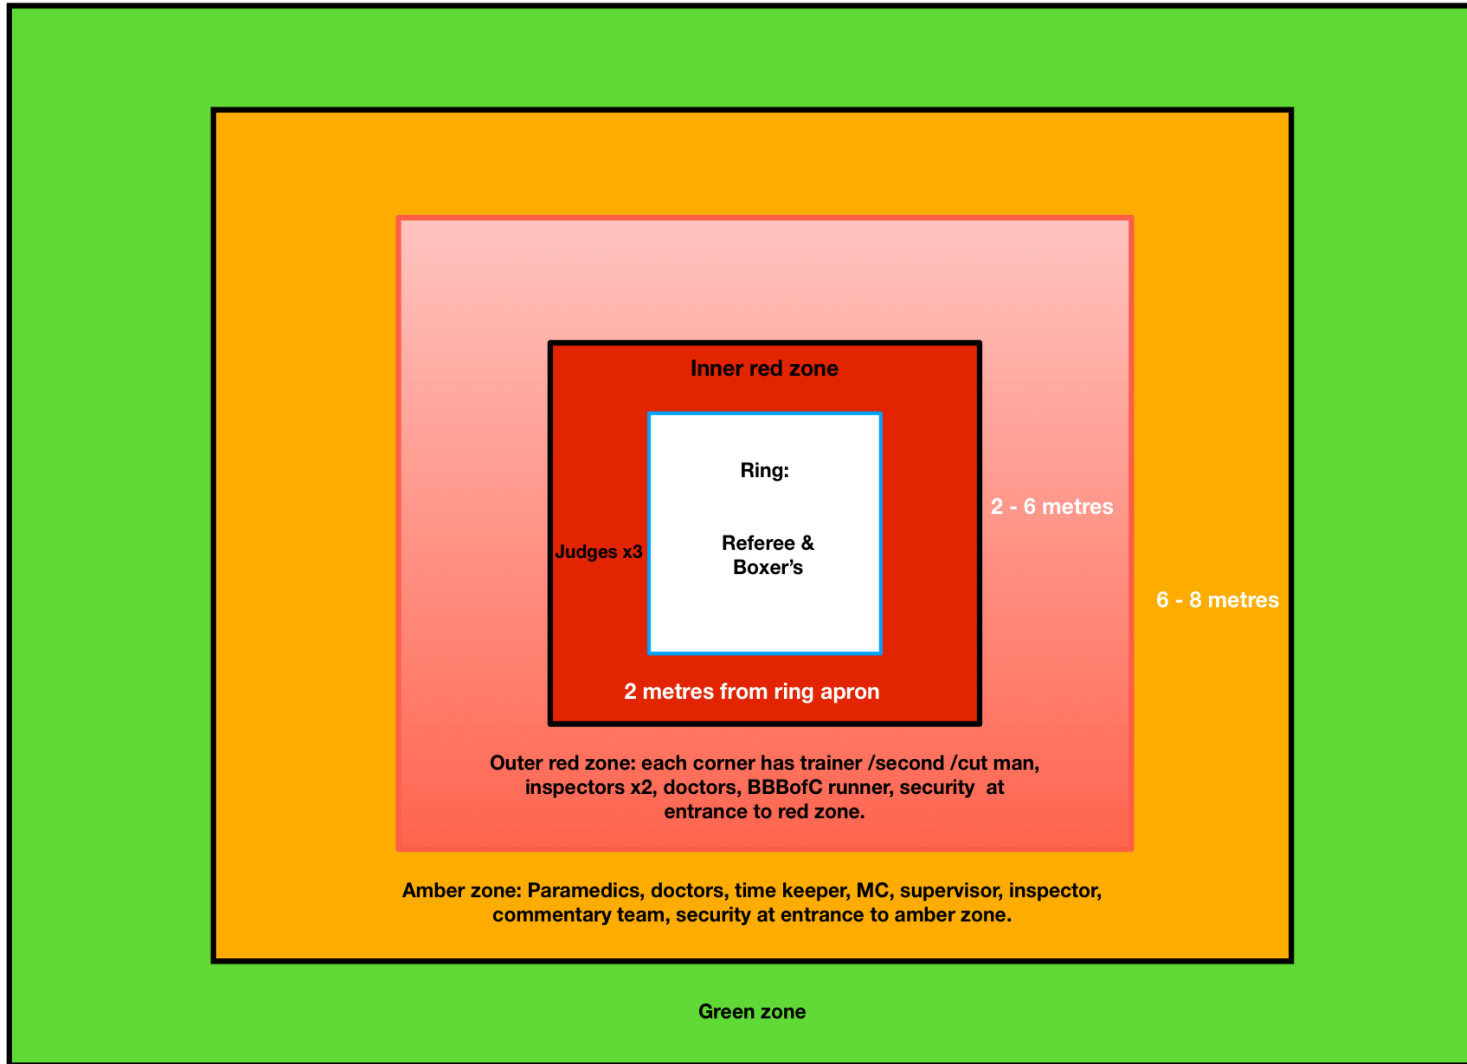 Inner red zone
Ring:
2 - 6 metres
Judges x3
Referee &
Boxer’s
6 - 8 metres
2 metres from ring apron
Outer red zone: each corner has trainer /second /cut man,
inspectors x2, doctors, BBBofC runner, security  at
entrance to red zone.
Amber zone: Paramedics, doctors, time keeper, MC, supervisor, inspector,
commentary team, security at entrance to amber zone.
Green zone